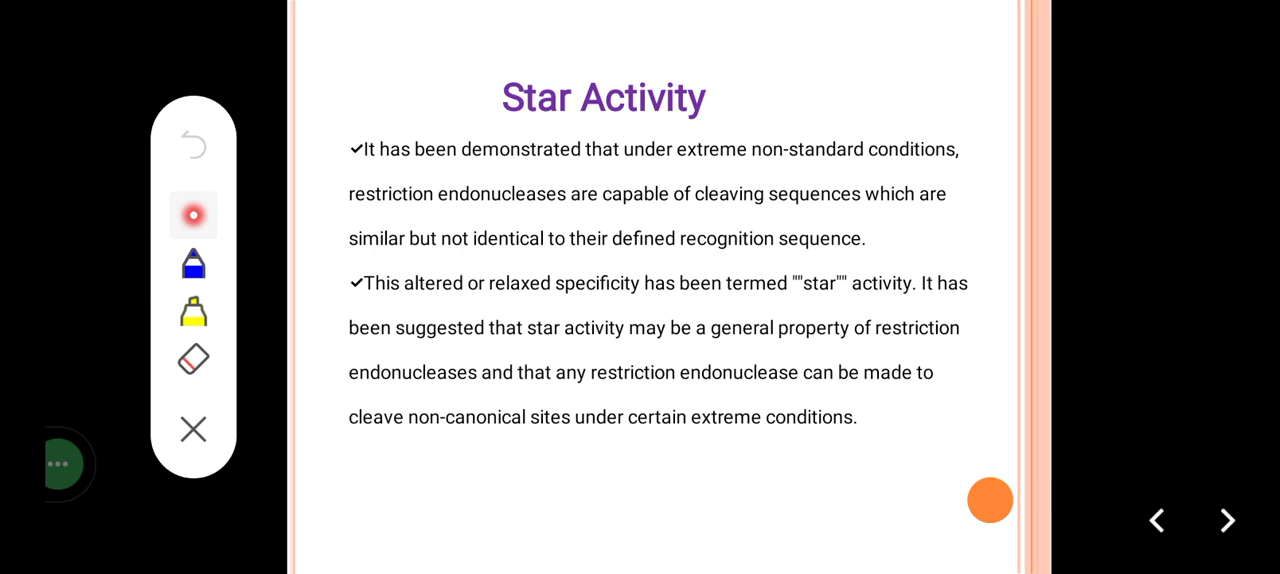 Star Activity
✓It has been demonstrated that under extreme non-standard conditions,
restriction endonucleases are capable of cleaving sequences which are
similar but not identical to their defined recognition sequence.
✓This altered or relaxed specificity has been termed ""star"" activity. It has
been suggested that star activity may be a general property of restriction
endonucleases and that any restriction endonuclease can be made to
cleave non-canonical sites under certain extreme conditions.